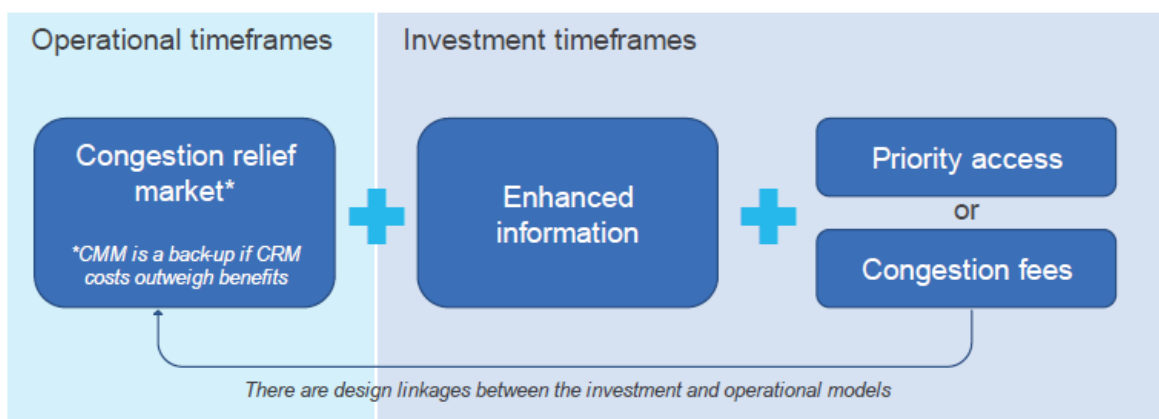 Operational timeframes
Investment timeframes
Congestion relief
market*
*CMM is a back-up if CRM
costs outweigh benefits
Enhanced
information
Priority access
or
Congestion fees
There are design linkages between the investment and operational models